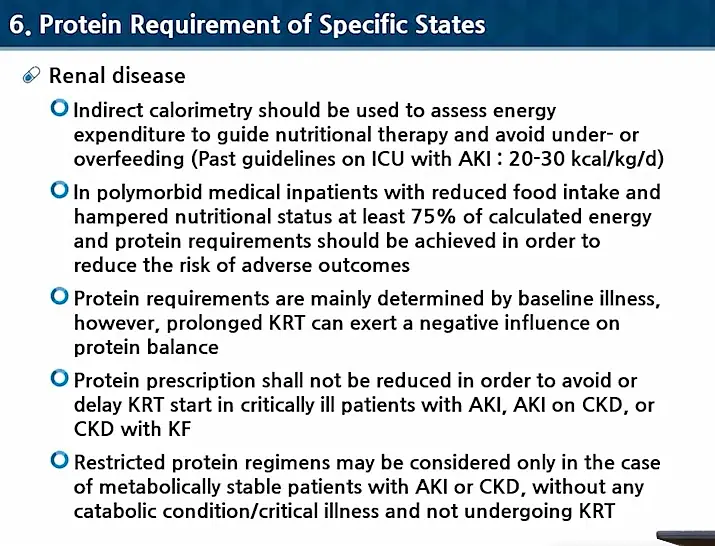 6. Protein Requirement of Specific States
Renal disease
Indirect calorimetry should be used to assess energy
expenditure to guide nutritional therapy and avoid under- or
overfeeding (Past guidelines on ICU with AKI : 20-30 kcal/kg/d)
In polymorbid medical inpatients with reduced food intake and
hampered nutritional status at least 75% of calculated energy
and protein requirements should be achieved in order to
reduce the risk of adverse outcomes
Protein requirements are mainly determined by baseline illness,
however, prolonged KRT can exert a negative influence on
protein balance
Protein prescription shall not be reduced in order to avoid or
delay KRT start in critically ill patients with AKI, AKI on CKD, or
CKD with KF
Restricted protein regimens may be considered only in the case
of metabolically stable patients with AKI or CKD, without any
catabolic condition/critical illness and not undergoing KRT